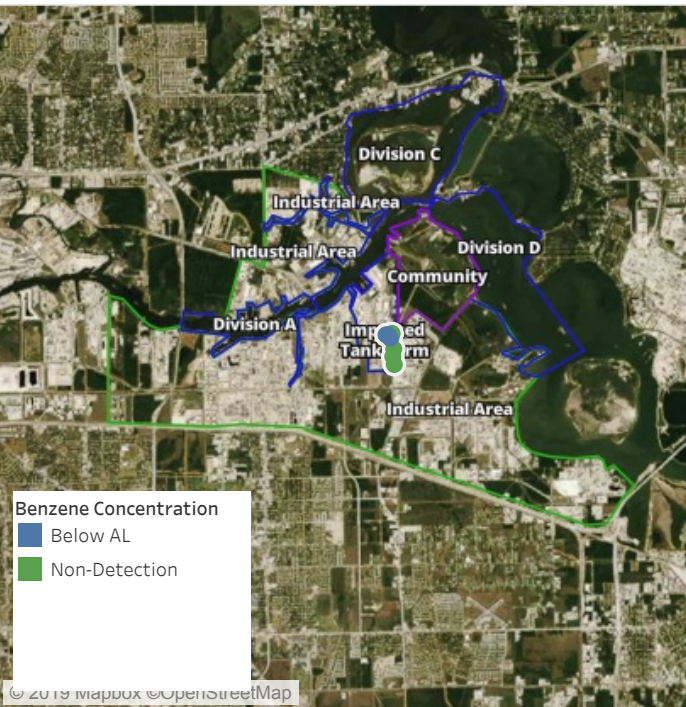 Division C
Industrial Area
Division D
Industrial Area
Community
Division A
Tank
Industrial Area
Benzene Concentration
Below AL
Non-Detection
© 2019 Mapbox ©OpenStreetMap